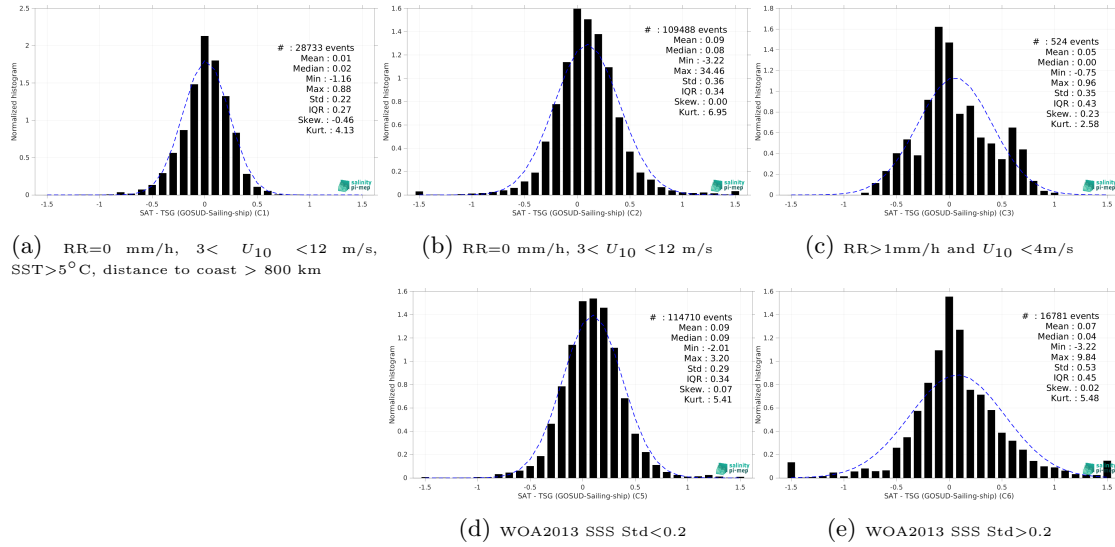 2.5
2
1.5
1
0.5
0
Normalized histogram
# : 28733 events
Mean : 0.01
Median : 0.02
Min : -1.16
Max : 0.88
Std : 0.22
IQR : 0.27
Skew. : -0.46
Kurt. : 4.13
salinity
pi-mep
-1.5 -1 -0.5 0 0.5 1 1.5
SAT - TSG (GOSUD-Sailing-ship) (C1)
(a) RR=0 mm/h, 3< U10 <12 m/s,
SST>5°C, distance to coast > 800 km
1.6
1.4
1.2
1
0.8
0.6
0.4
0.2
0
Normalized histogram
# : 109488 events
Mean : 0.09
Median : 0.08
Min : -3.22
Max : 34.46
Std : 0.36
IQR : 0.34
Skew. : 0.00
Kurt. : 6.95
salinity
pi-mep
-1.5 -1 -0.5 0 0.5 1 1.5
SAT - TSG (GOSUD-Sailing-ship) (C2)
(b) RR=0 mm/h, 3< U10 <12 m/s
1.8
1.6
1.4
1.2
1
0.8
0.6
0.4
0.2
0
Normalized histogram
# : 524 events
Mean : 0.05
Median : 0.00
Min : -0.75
Max : 0.96
Std : 0.35
IQR : 0.43
Skew. : 0.23
Kurt. : 2.58
salinity
pi-mep
-1.5 -1 -0.5 0 0.5 1 1.5
SAT - TSG (GOSUD-Sailing-ship) (C3)
(c) RR>1mm/h and U10 <4m/s
1.6
1.4
1.2
1
0.8
0.6
0.4
0.2
0
Normalized histogram
# : 114710 events
Mean : 0.09
Median : 0.09
Min : -2.01
Max : 3.20
Std : 0.29
IQR : 0.34
Skew. : 0.07
Kurt. : 5.41
salinity
pi-mep
-1.5 -1 -0.5 0 0.5 1 1.5
SAT - TSG (GOSUD-Sailing-ship) (C5)
(d) WOA2013 SSS Std<0.2
1.6
1.4
1.2
1
0.8
0.6
0.4
0.2
0
Normalized histogram
# : 16781 events
Mean : 0.07
Median : 0.04
Min : -3.22
Max : 9.84
Std : 0.53
IQR : 0.45
Skew. : 0.02
Kurt. : 5.48
salinity
pi-mep
-1.5 -1 -0.5 0 0.5 1 1.5
SAT - TSG (GOSUD-Sailing-ship) (C6)
(e) WOA2013 SSS Std>0.2